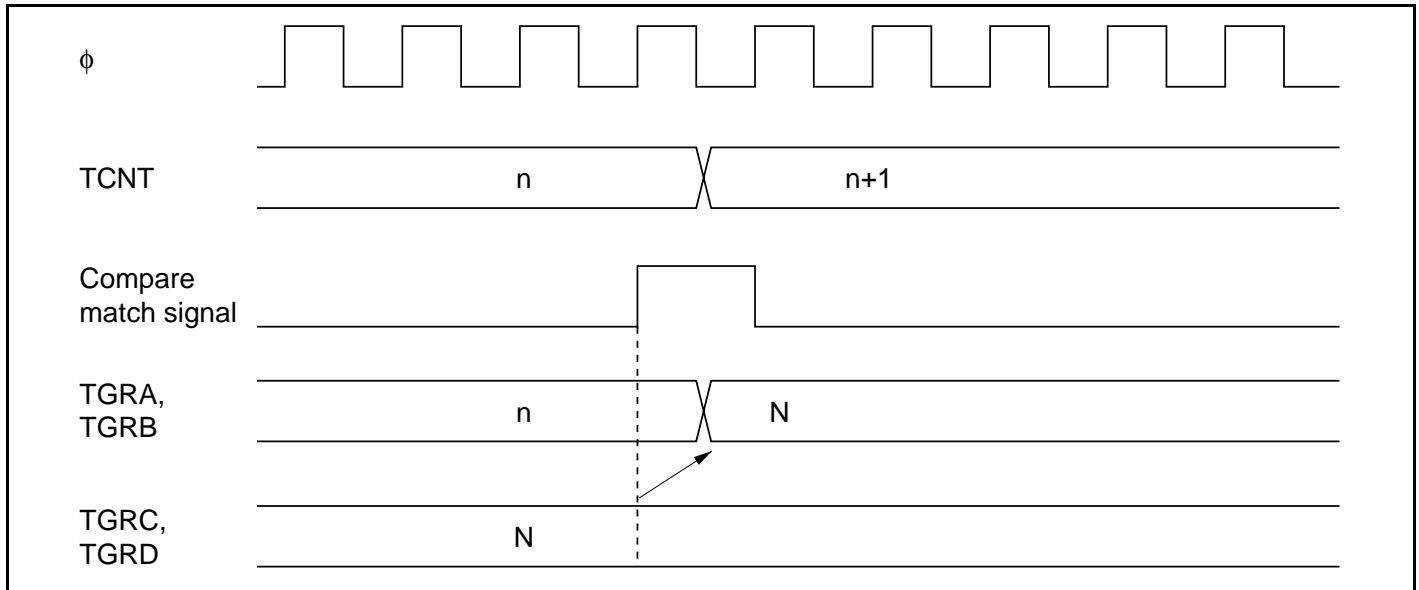 ϕ
TCNT
n
n+1
Compare
match signal
TGRA,
TGRB
n
N
TGRC,
TGRD
N